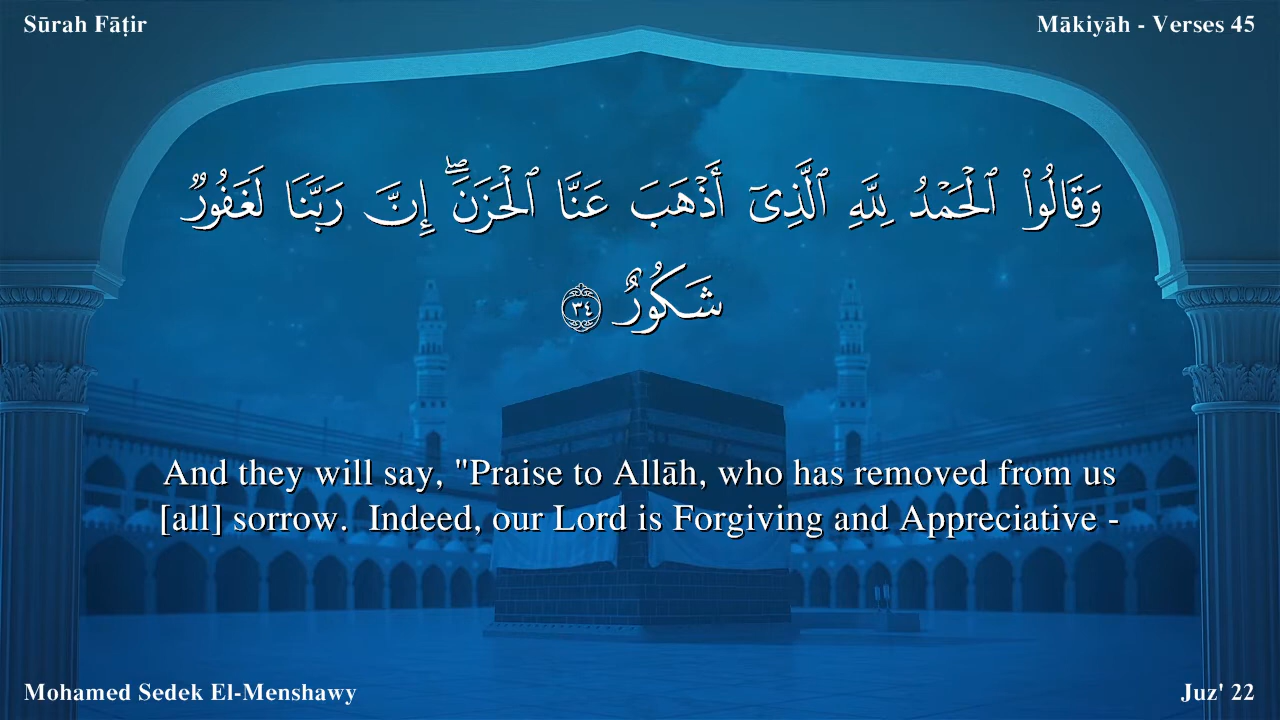 Sūrah Fāṭir
Mākiyāh - Verses 45
وَقَالُوا۟ ٱلْحَمْدُ لِلَّهِ ٱلَّذِىٓ أَذْهَبَ عَنَّا ٱلْحَزَنَ ۖ إِنَّ رَبَّنَا لَغَفُورٌۭ
شَكُورٌ ٣٤
And they will say, "Praise to Allāh, who has removed from us
[all] sorrow.  Indeed, our Lord is Forgiving and Appreciative -
Mohamed Sedek El-Menshawy
Juz' 22